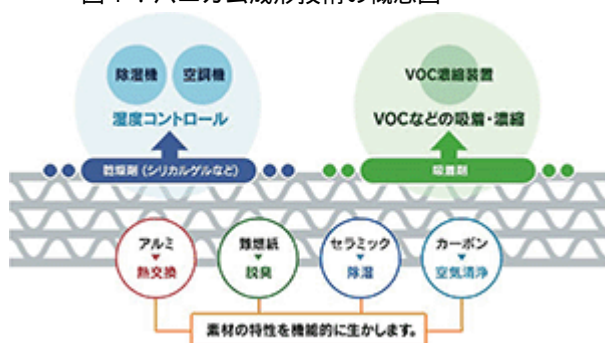 除湿機
空調機
湿度コントロール
VOC濃縮装置
VOCなどの吸着・濃縮
乾燥剤（シリカルゲルなど）
吸着剤
アルミ
熱交換
難燃紙
脱臭
セラミック
除湿
カーボン
空気清浄
素材の特性を機能的に生かします。